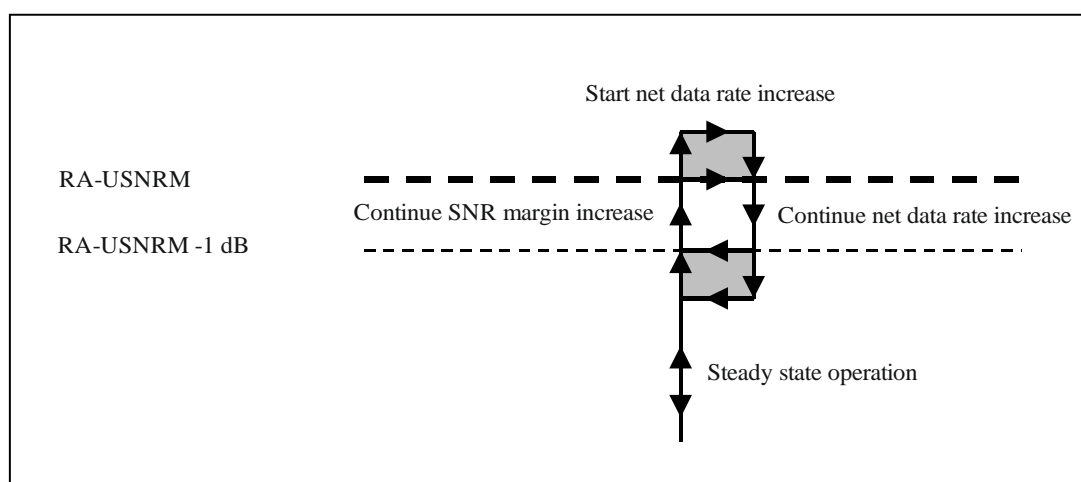 Start net data rate increase
RA-USNRM
Continue SNR margin increase
Continue net data rate increase
RA-USNRM -1 dB
Steady state operation